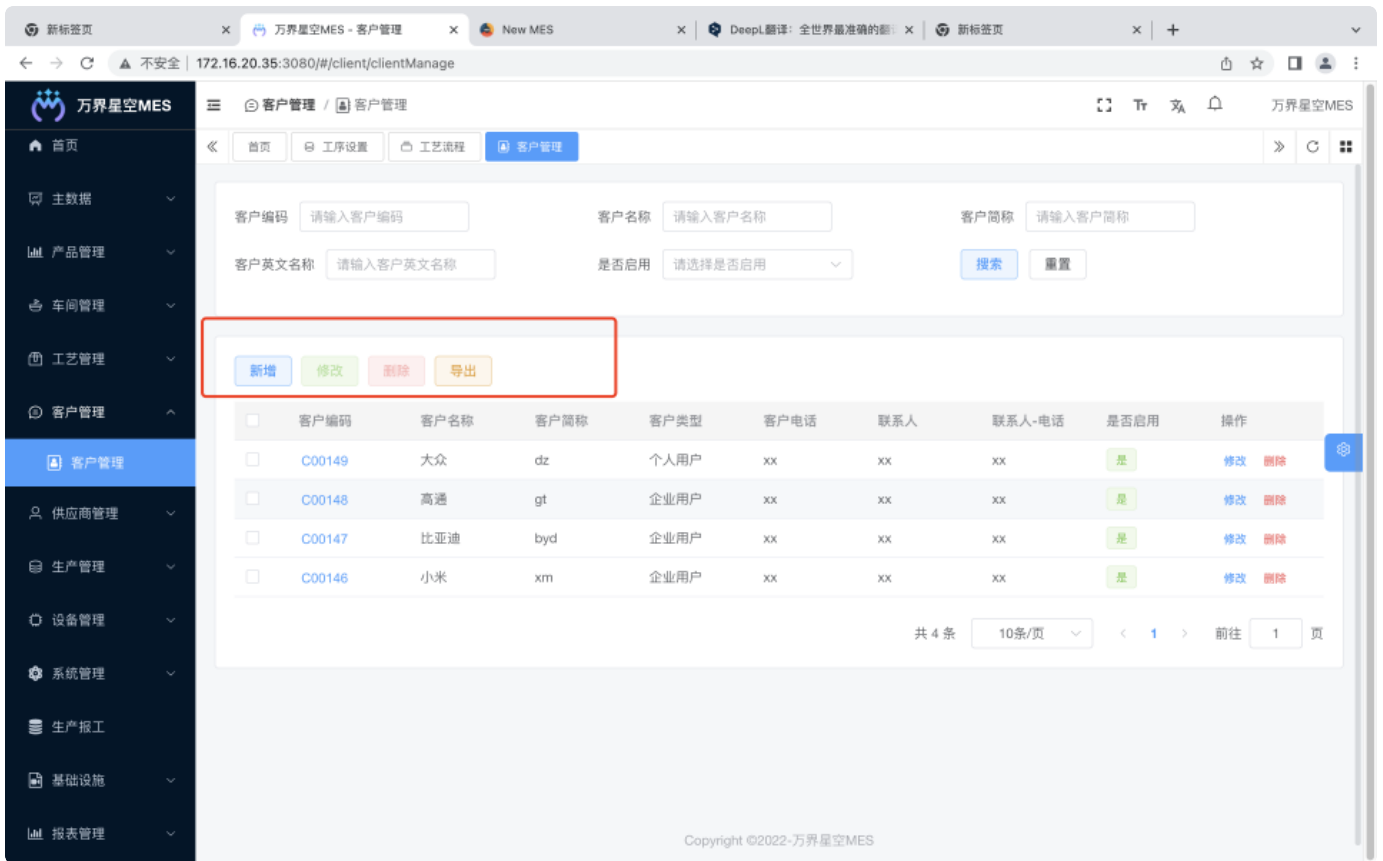 新标签页 万界星空MES - 客户管理 New MES DeepL翻译：全世界最准确的翻 新标签页
不安全 172.16.20.35:3080/#/client/clientManage
万界星空MES 客户管理 / 客户管理 万界星空MES
首页 首页 工序设置 工艺流程 客户管理
主数据
产品管理
车间管理
工艺管理
客户管理
客户管理
供应商管理
生产管理
设备管理
系统管理
生产报工
基础设施
报表管理
客户编码 请输入客户编码 客户名称 请输入客户名称 客户简称 请输入客户简称
客户英文名称 请输入客户英文名称 是否启用 请选择是否启用 搜索 重置
新增 修改 删除 导出
客户编码 客户名称 客户简称 客户类型 客户电话 联系人 联系人-电话 是否启用 操作
C00149 大众 dz 个人用户 xx xx xx 是 修改 删除
C00148 高通 gt 企业用户 xx xx xx 是 修改 删除
C00147 比亚迪 byd 企业用户 xx xx xx 是 修改 删除
C00146 小米 xm 企业用户 xx xx xx 是 修改 删除
共 4 条 10条/页 1 前往 1 页
Copyright ©2022-万界星空MES